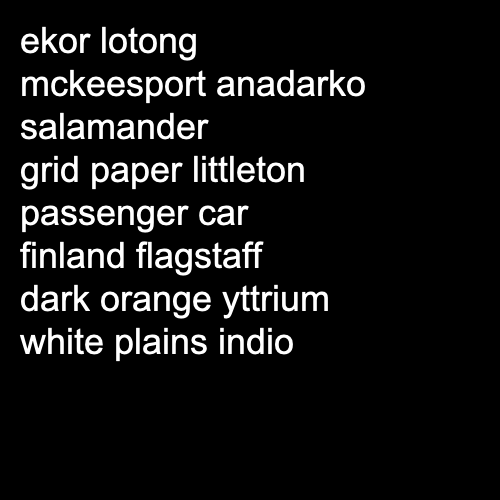 ekor lotong
mckeesport anadarko
salamander
grid paper littleton
passenger car
finland flagstaff
dark orange yttrium
white plains indio